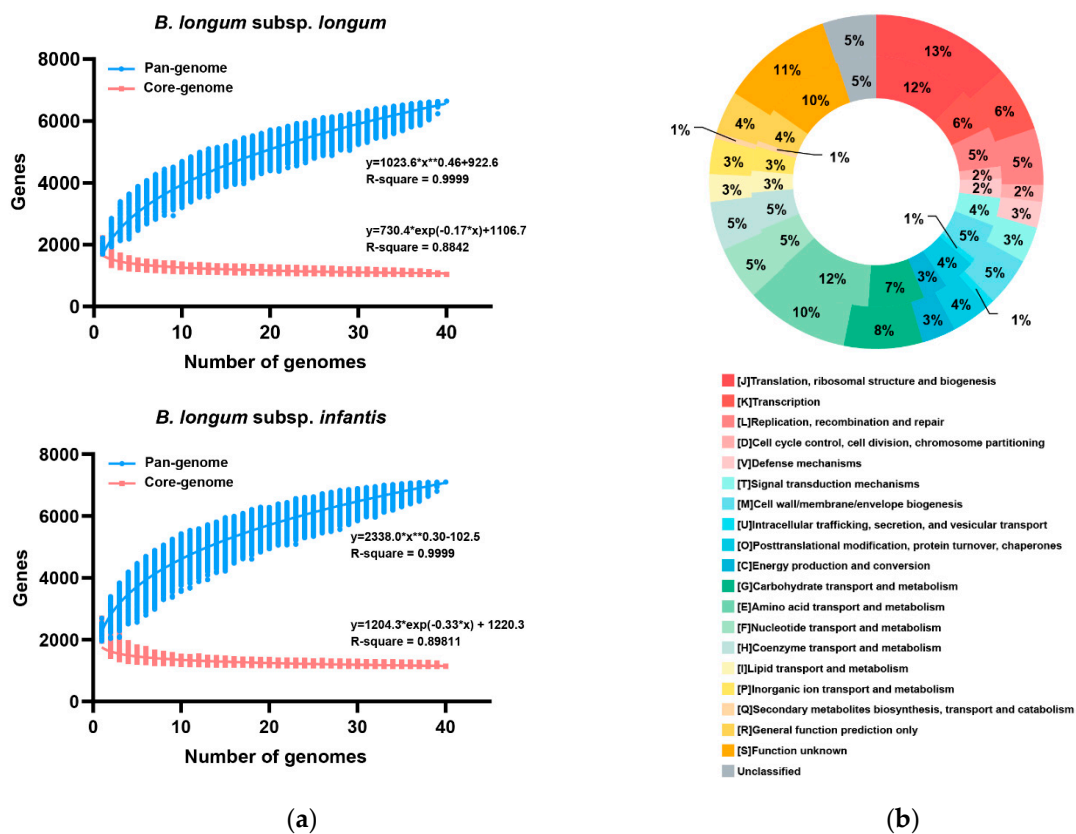 B. longum subsp. longum
8000
6000
4000
2000
0
Genes
Pan-genome
Core-genome
y=1023.6*x**0.46+922.6
R-square = 0.9999
y=730.4*exp(-0.17*x)+1106.7
R-square = 0.8842
0
10
20
30
40
50
Number of genomes
B. longum subsp. infantis
8000
6000
4000
2000
0
Genes
Pan-genome
Core-genome
y=2338.0*x**0.30-102.5
R-square = 0.9999
y=1204.3*exp(-0.33*x) + 1220.3
R-square = 0.89811
0
10
20
30
40
50
Number of genomes
(a)
5%
13%
5%
12%
11%
10%
6%
6%
4%
4%
1%
1%
5%
5%
3%
3%
2%
2%
3%
3%
2%
3%
5%
5%
4%
3%
1%
5%
5%
5%
5%
12%
10%
7%
8%
3%
3%
4%
4%
1%
[J]Translation, ribosomal structure and biogenesis
[K]Transcription
[L]Replication, recombination and repair
[D]Cell cycle control, cell division, chromosome partitioning
[V]Defense mechanisms
[T]Signal transduction mechanisms
[M]Cell wall/membrane/envelope biogenesis
[U]Intracellular trafficking, secretion, and vesicular transport
[O]Posttranslational modification, protein turnover, chaperones
[C]Energy production and conversion
[G]Carbohydrate transport and metabolism
[E]Amino acid transport and metabolism
[F]Nucleotide transport and metabolism
[H]Coenzyme transport and metabolism
[I]Lipid transport and metabolism
[P]Inorganic ion transport and metabolism
[Q]Secondary metabolites biosynthesis, transport and catabolism
[R]General function prediction only
[S]Function unknown
Unclassified
(b)